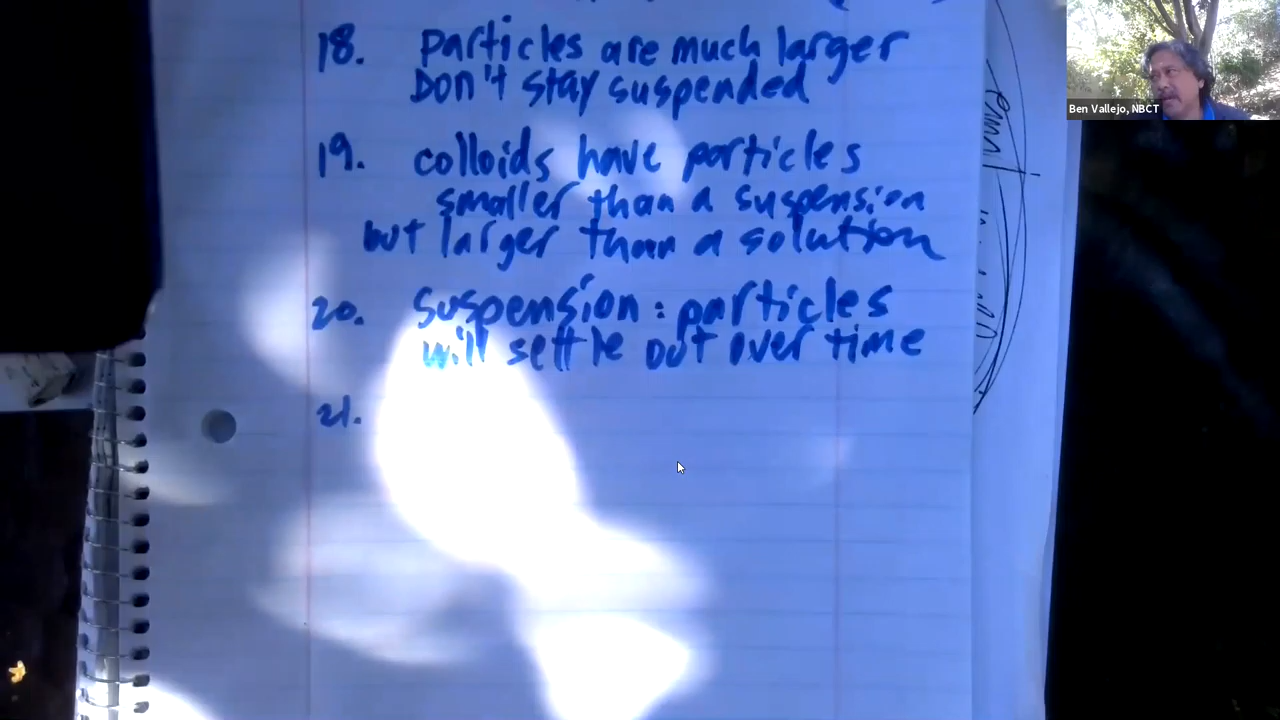 18. Particles are much larger
Don't stay suspended
19. colloids have particles
smaller than a suspension
but larger than a solution
20. Suspension: particles
will settle out over time
21.
Ben Vallejo, NBCT